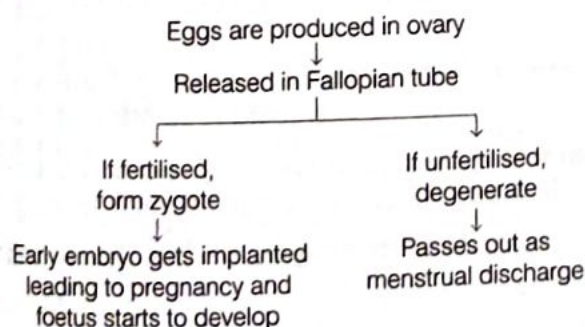 Eggs are produced in ovary
Released in Fallopian tube
If fertilised,
form zygote
Early embryo gets implanted
leading to pregnancy and
foetus starts to develop
If unfertilised,
degenerate
Passes out as
menstrual discharge